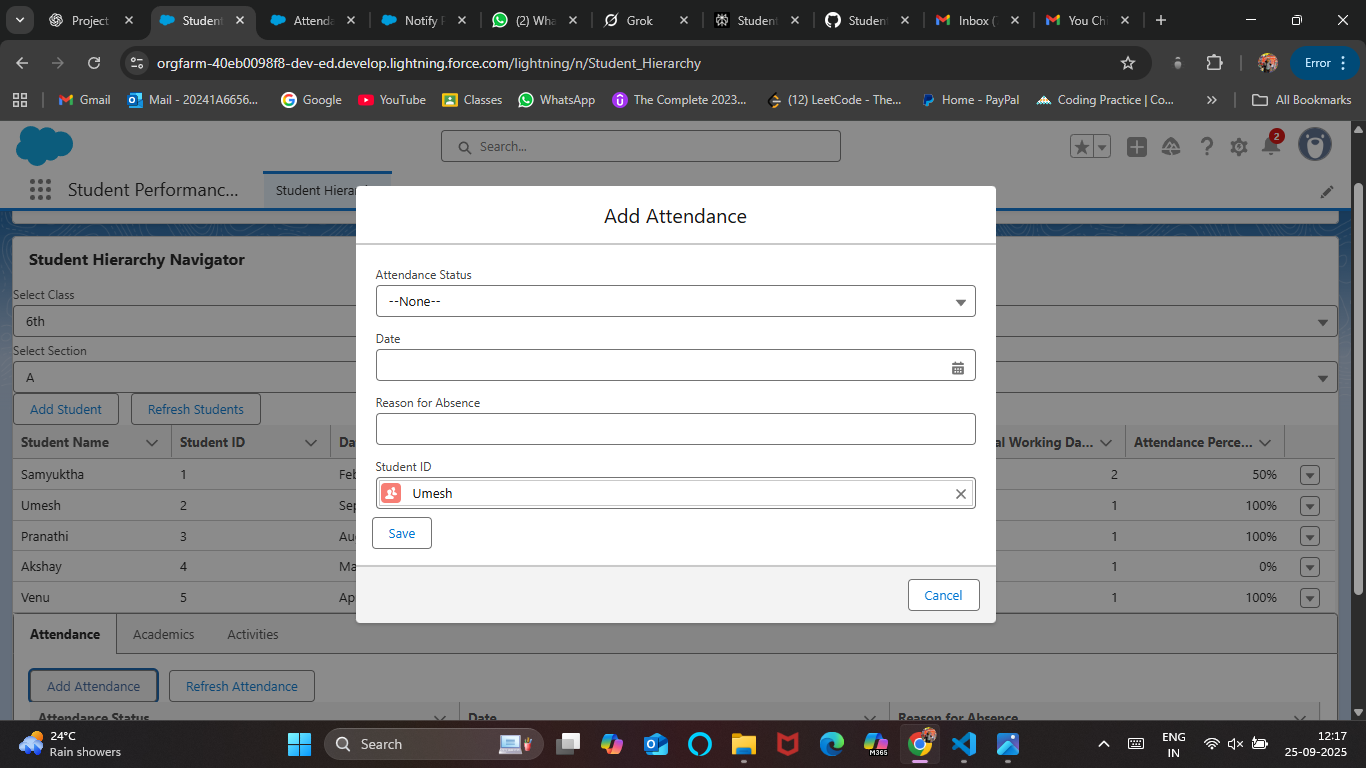 Project
Student
Attenda
Notify P
(2) Wha
Grok
Student
Student
Inbox (
You Chi
orgfarm-40eb0098f8-dev-ed.develop.lightning.force.com/lightning/n/Student_Hierarchy
Error
Gmail
Mail - 20241A6656...
Google
YouTube
Classes
WhatsApp
The Complete 2023...
(12) LeetCode - The...
Home - PayPal
Coding Practice | Co...
All Bookmarks
Search...
2
Student Performanc...
Student Hierar
Student Hierarchy Navigator
Select Class
6th
Select Section
A
Add Student
Refresh Students
Student Name
Student ID
Da
al Working Da...
Attendance Perce...
Samyuktha 1 Feb 2 50%
Umesh 2 Sep 1 100%
Pranathi 3 Au 1 100%
Akshay 4 Ma 1 0%
Venu 5 Ap 1 100%
Add Attendance
Attendance Status
--None--
Date
Reason for Absence
Student ID
Umesh
Save
Cancel
Attendance
Academics
Activities
Add Attendance
Refresh Attendance
Attendance Status
Date
Reason for Absence
24°C
Rain showers
Search
M365
ENG
IN
12:17
25-09-2025